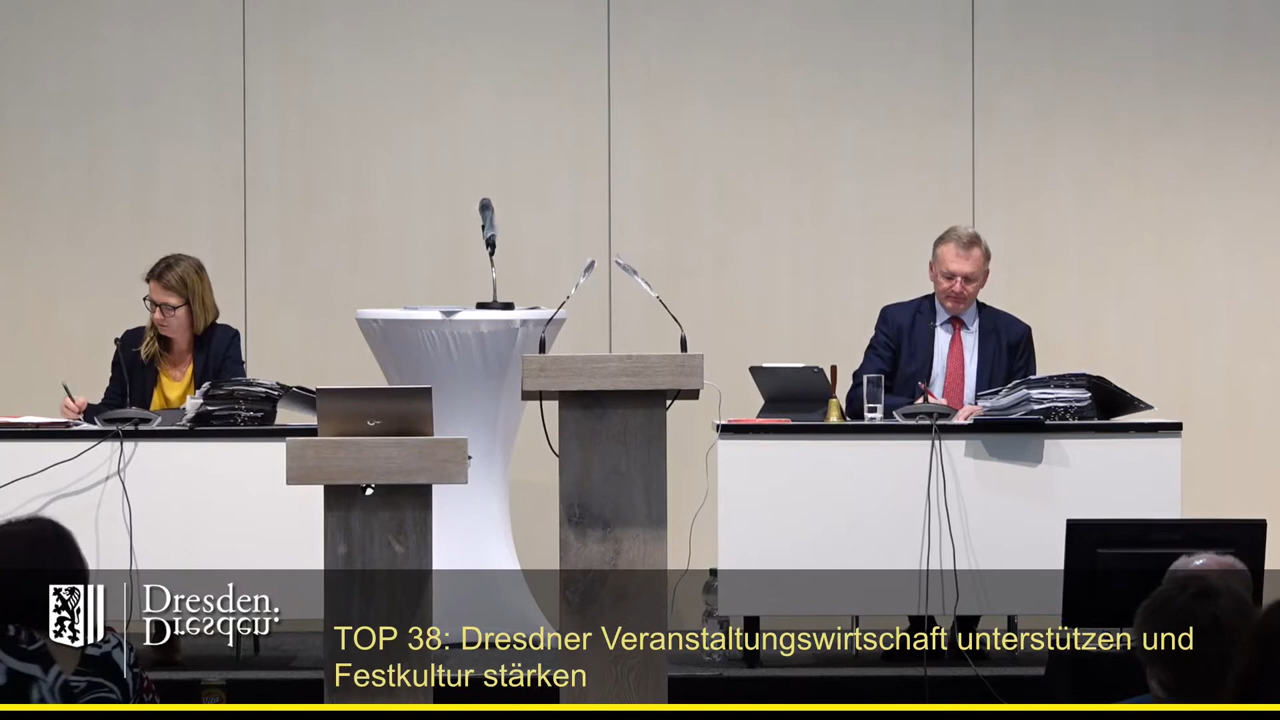 Dresden.
Dresden.
TOP 38: Dresdner Veranstaltungswirtschaft unterstützen und
Festkultur stärken